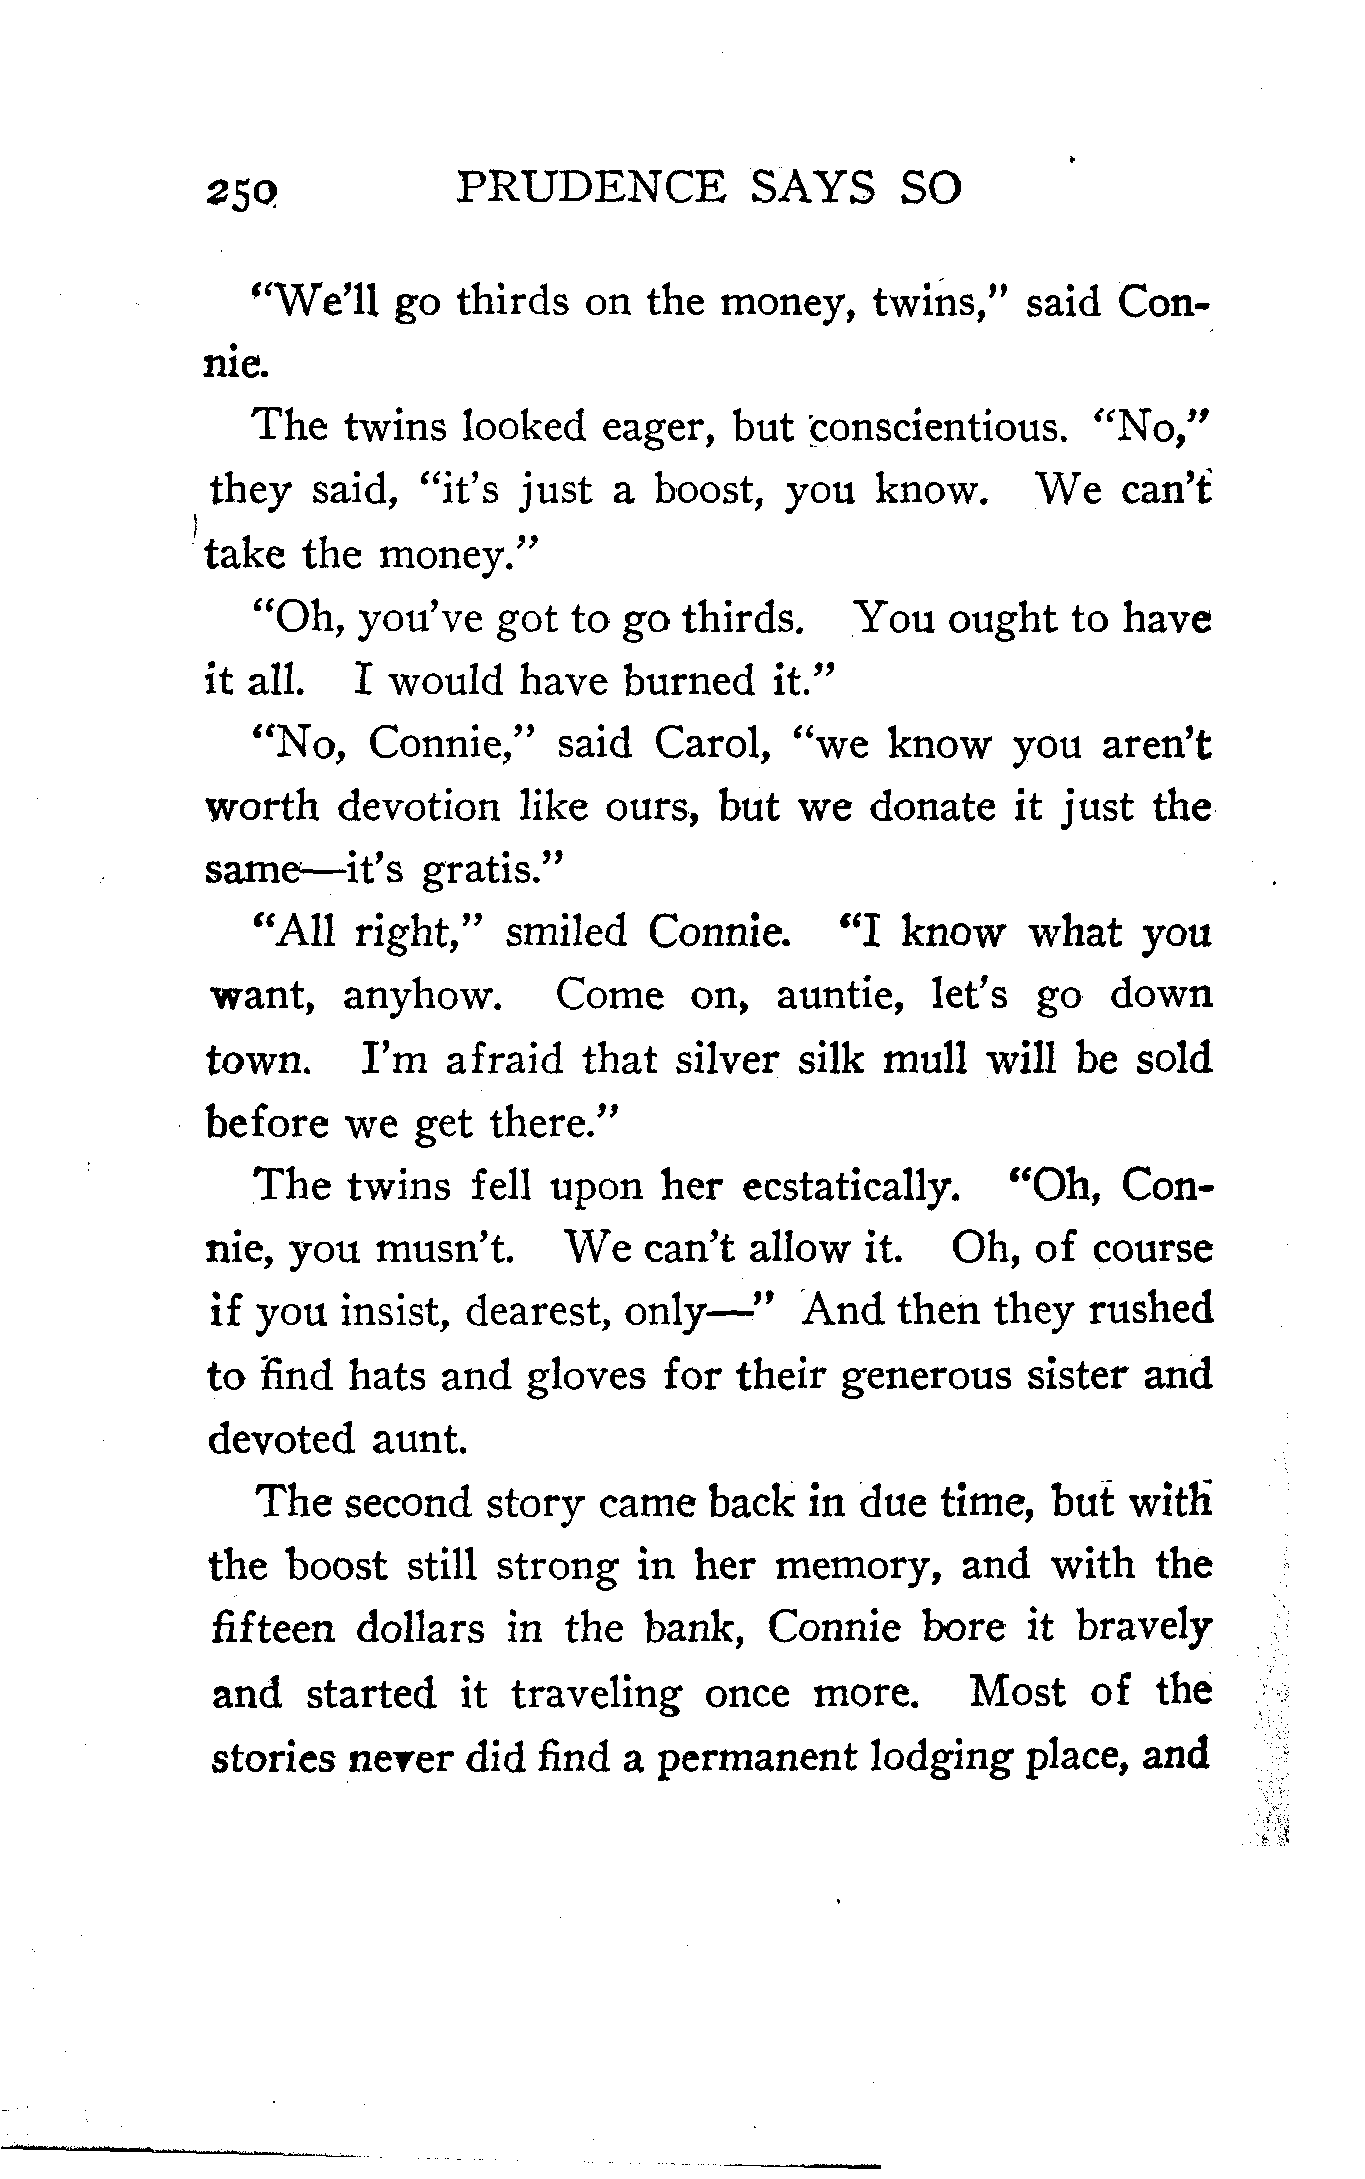 250 PRUDENCE SAYS SO
“We’ll go thirds on the money, twins,” said Con-
nie.
The twins looked eager, but conscientious. “No,”
they said, “it’s just a boost, you know. We can’t
take the money.”
“Oh, you’ve got to go thirds. You ought to have
it all. I would have burned it.”
“No, Connie,” said Carol, “we know you aren’t
worth devotion like ours, but we donate it just the
same—it’s gratis.”
“All right,” smiled Connie. “I know what you
want, anyhow. Come on, auntie, let’s go down
town. I’m afraid that silver silk mull will be sold
before we get there.”
The twins fell upon her ecstatically. “Oh, Con-
nie, you musn’t. We can’t allow it. Oh, of course
if you insist, dearest, only—” And then they rushed
to find hats and gloves for their generous sister and
devoted aunt.
The second story came back in due time, but with
the boost still strong in her memory, and with the
fifteen dollars in the bank, Connie bore it bravely
and started it traveling once more. Most of the
stories never did find a permanent lodging place, and